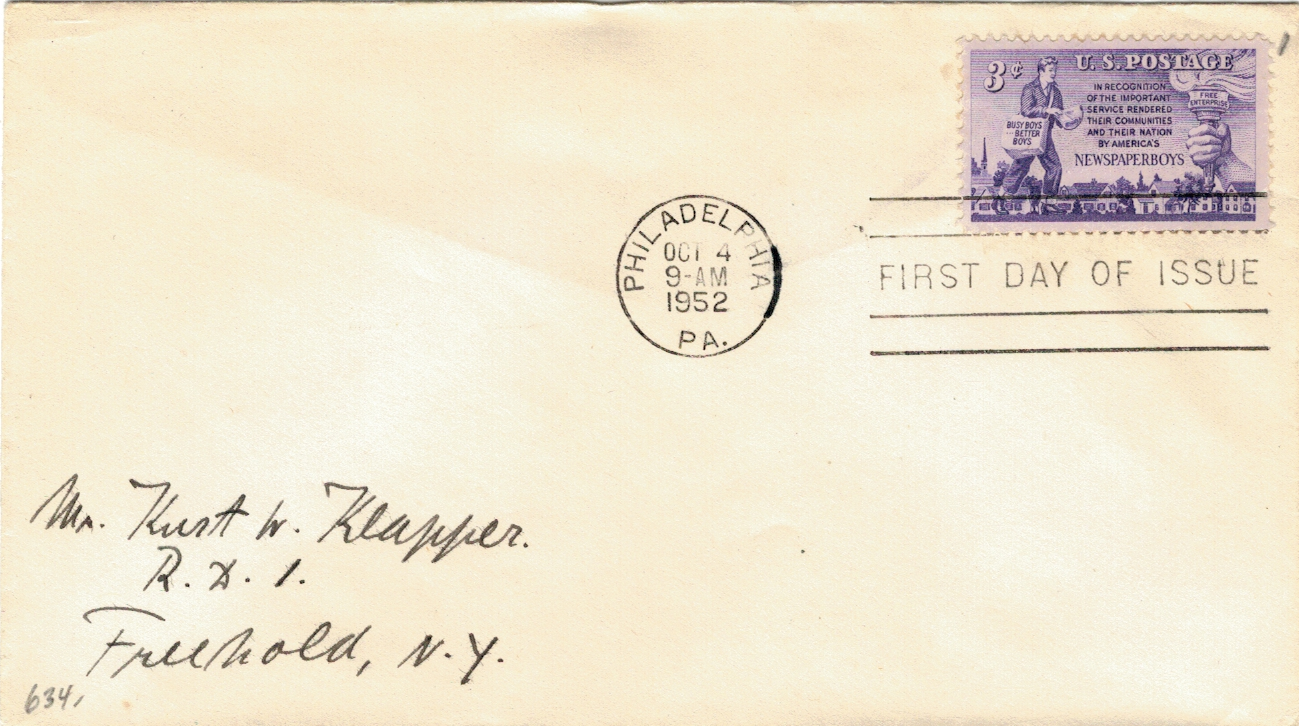 3¢
U. S. POSTAGE
IN RECOGNITION
OF THE IMPORTANT
SERVICE RENDERED
THEIR COMMUNITIES
AND THEIR NATION
BY AMERICA'S
NEWSPAPERBOYS
FREE
ENTERPRISE
BUSY BOYS
··· BETTER
BOYS
PHILADELPHIA
OCT 4
9-AM
1952
PA.
FIRST DAY OF ISSUE
Mr. Kurt W. Klapper.
R. D. 1.
Freehold, N.Y.
634,